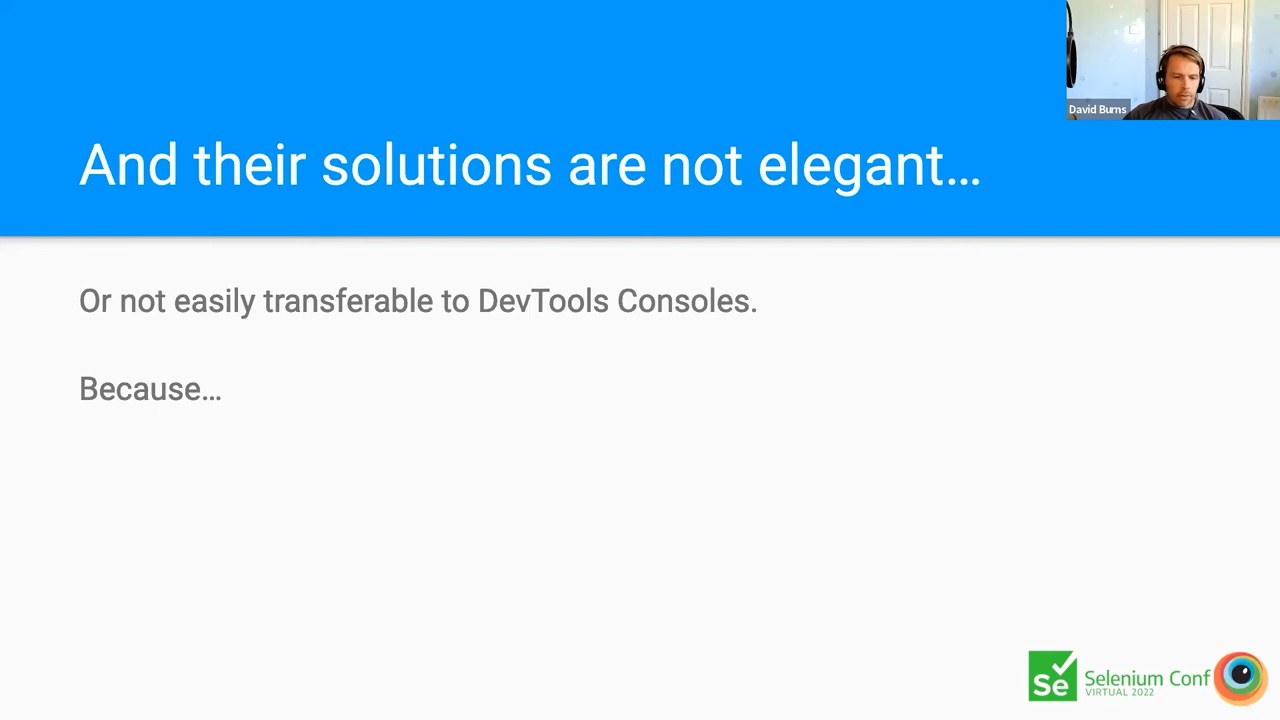 David Burns
And their solutions are not elegant…
Or not easily transferable to DevTools Consoles.
Because…
Se
Selenium Conf
VIRTUAL 2022